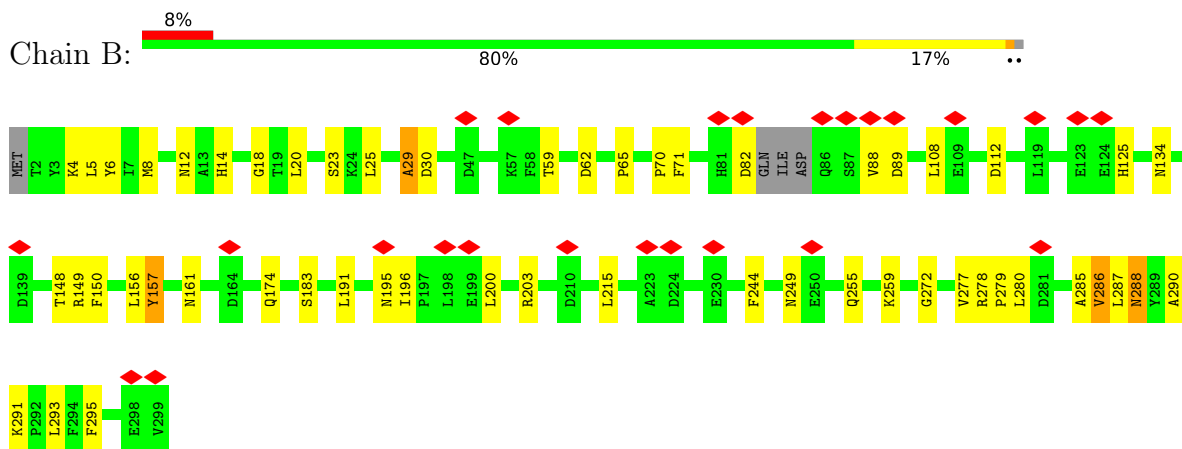 8%
Chain B:
80% 17% ••
MET T2 Y3 K4 L5 Y6 I7 M8 N12 A13 H14 G18 T19 L20 S23 K24 L25 A29 D30 D47 K57 F58 T59 D62 P65 P70 F71 H81 D82 GLN ILE ASP Q86 S87 V88 D89 L108 E109 D112 L119 E123 E124 H125 N134
D139 T148 R149 F150 L156 Y157 N161 D164 Q174 S183 L191 N195 I196 P197 L198 E199 L200 R203 D210 L215 A223 D224 E230 F244 N249 E250 Q255 K259 G272 V277 R278 P279 L280 D281 A285 V286 L287 N288 Y289 A290
K291 P292 L293 F294 F295 E298 V299